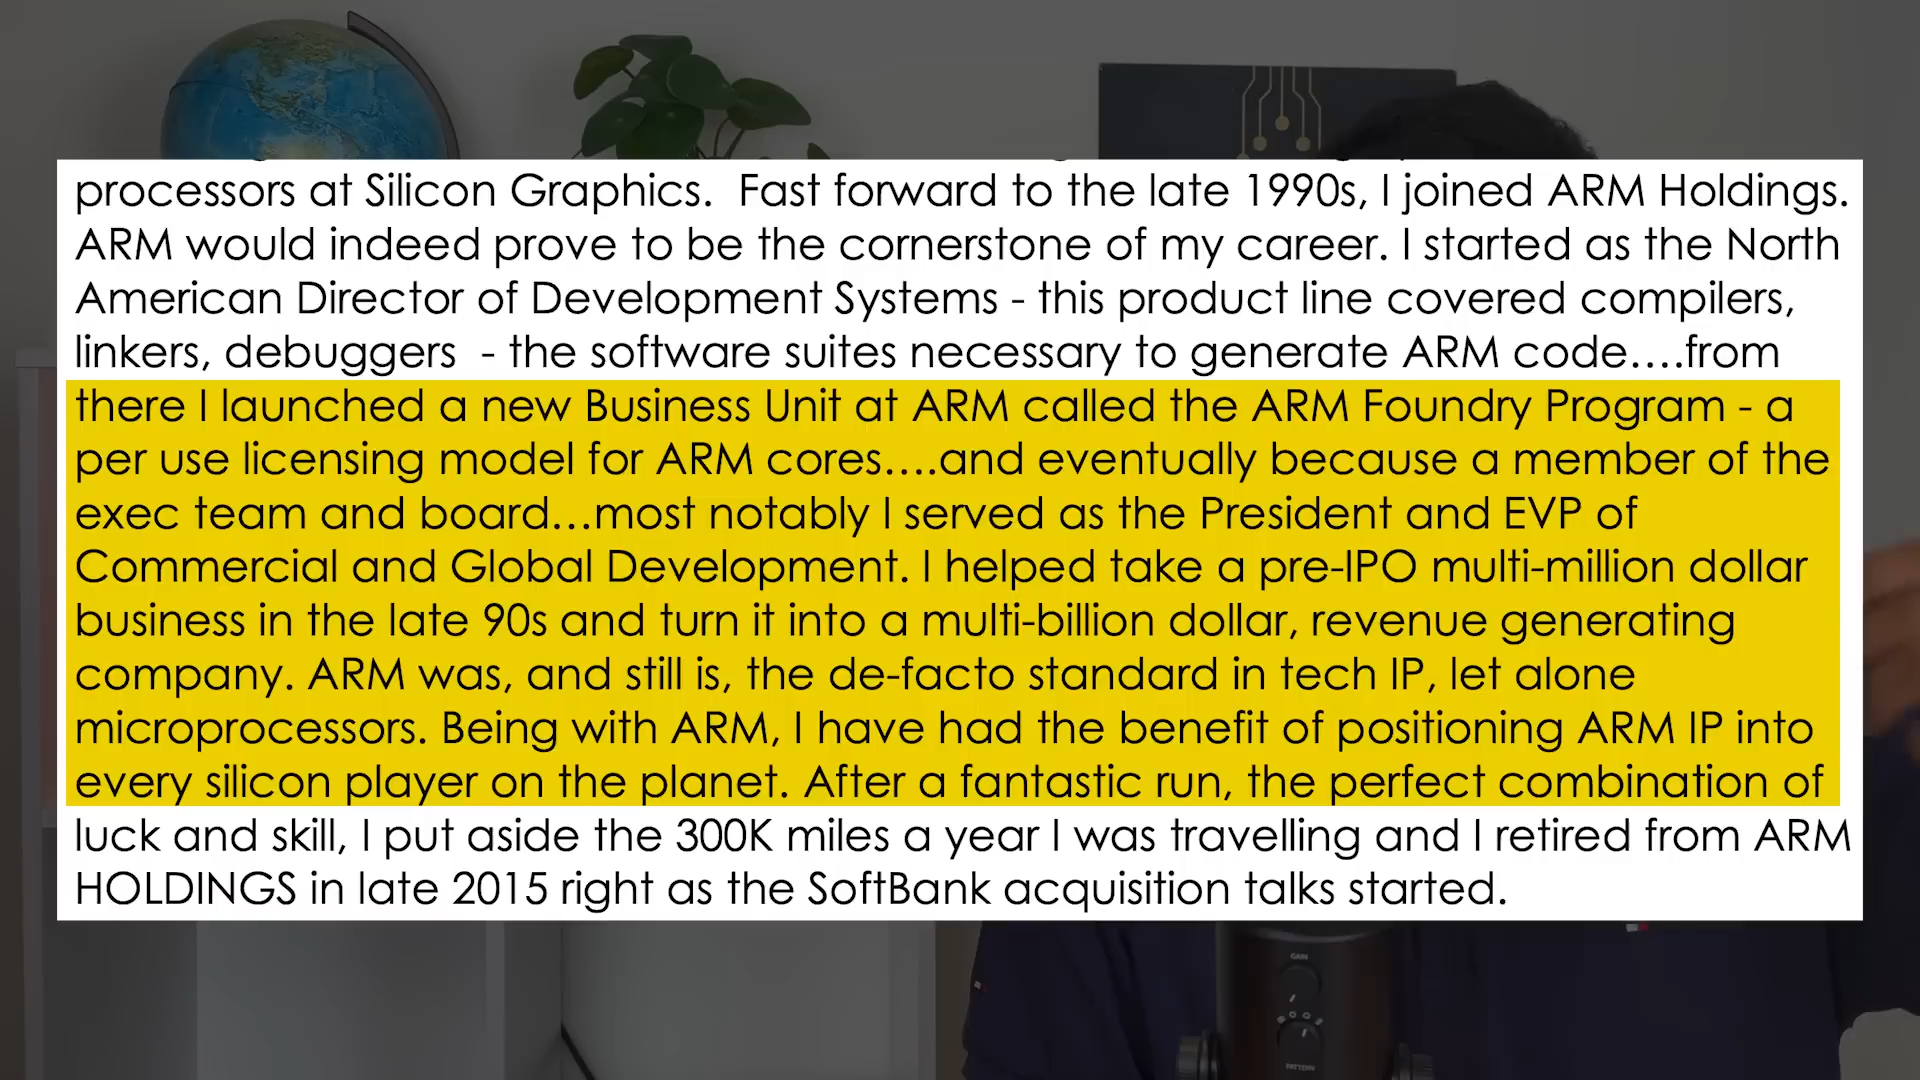 processors at Silicon Graphics.  Fast forward to the late 1990s, I joined ARM Holdings.
ARM would indeed prove to be the cornerstone of my career. I started as the North
American Director of Development Systems - this product line covered compilers,
linkers, debuggers  - the software suites necessary to generate ARM code....from
there I launched a new Business Unit at ARM called the ARM Foundry Program - a
per use licensing model for ARM cores....and eventually because a member of the
exec team and board...most notably I served as the President and EVP of
Commercial and Global Development. I helped take a pre-IPO multi-million dollar
business in the late 90s and turn it into a multi-billion dollar, revenue generating
company. ARM was, and still is, the de-facto standard in tech IP, let alone
microprocessors. Being with ARM, I have had the benefit of positioning ARM IP into
every silicon player on the planet. After a fantastic run, the perfect combination of
luck and skill, I put aside the 300K miles a year I was travelling and I retired from ARM
HOLDINGS in late 2015 right as the SoftBank acquisition talks started.
GAIN
PATTERN